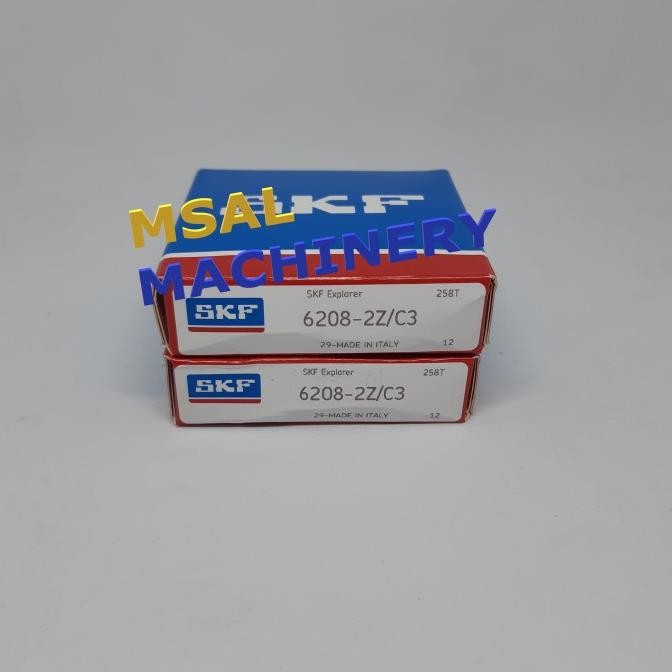 SKF
MSAL
MACHINERY
SKF Explorer 258T
SKF 6208-2Z/C3
29-MADE IN ITALY 12
SKF Explorer 258T
SKF 6208-2Z/C3
29-MADE IN ITALY 12